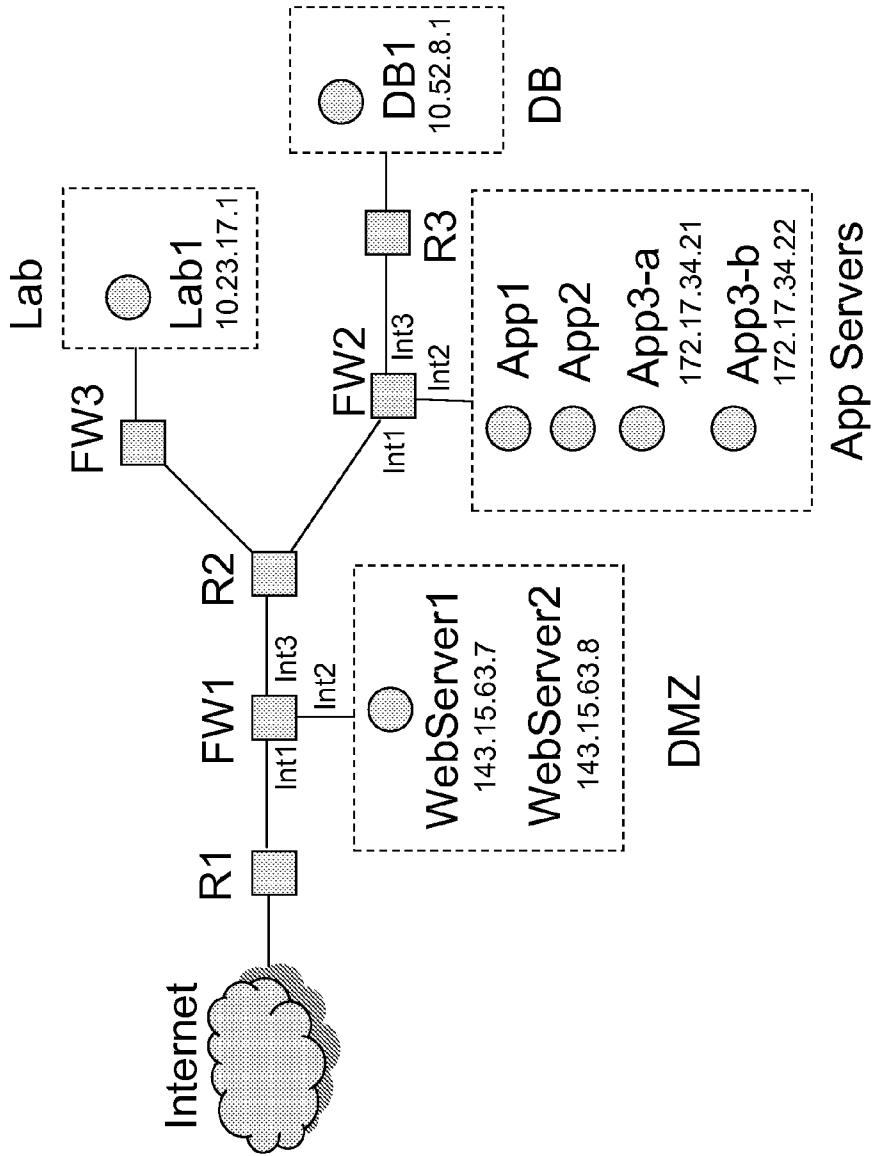 Internet
R1
FW1
Int1
Int3
Int2
R2
FW3
Lab
Lab1
10.23.17.1
FW2
Int1
Int3
Int2
R3
DB1
10.52.8.1
DB
WebServer1
143.15.63.7
WebServer2
143.15.63.8
DMZ
App1
App2
App3-a
172.17.34.21
App3-b
172.17.34.22
App Servers